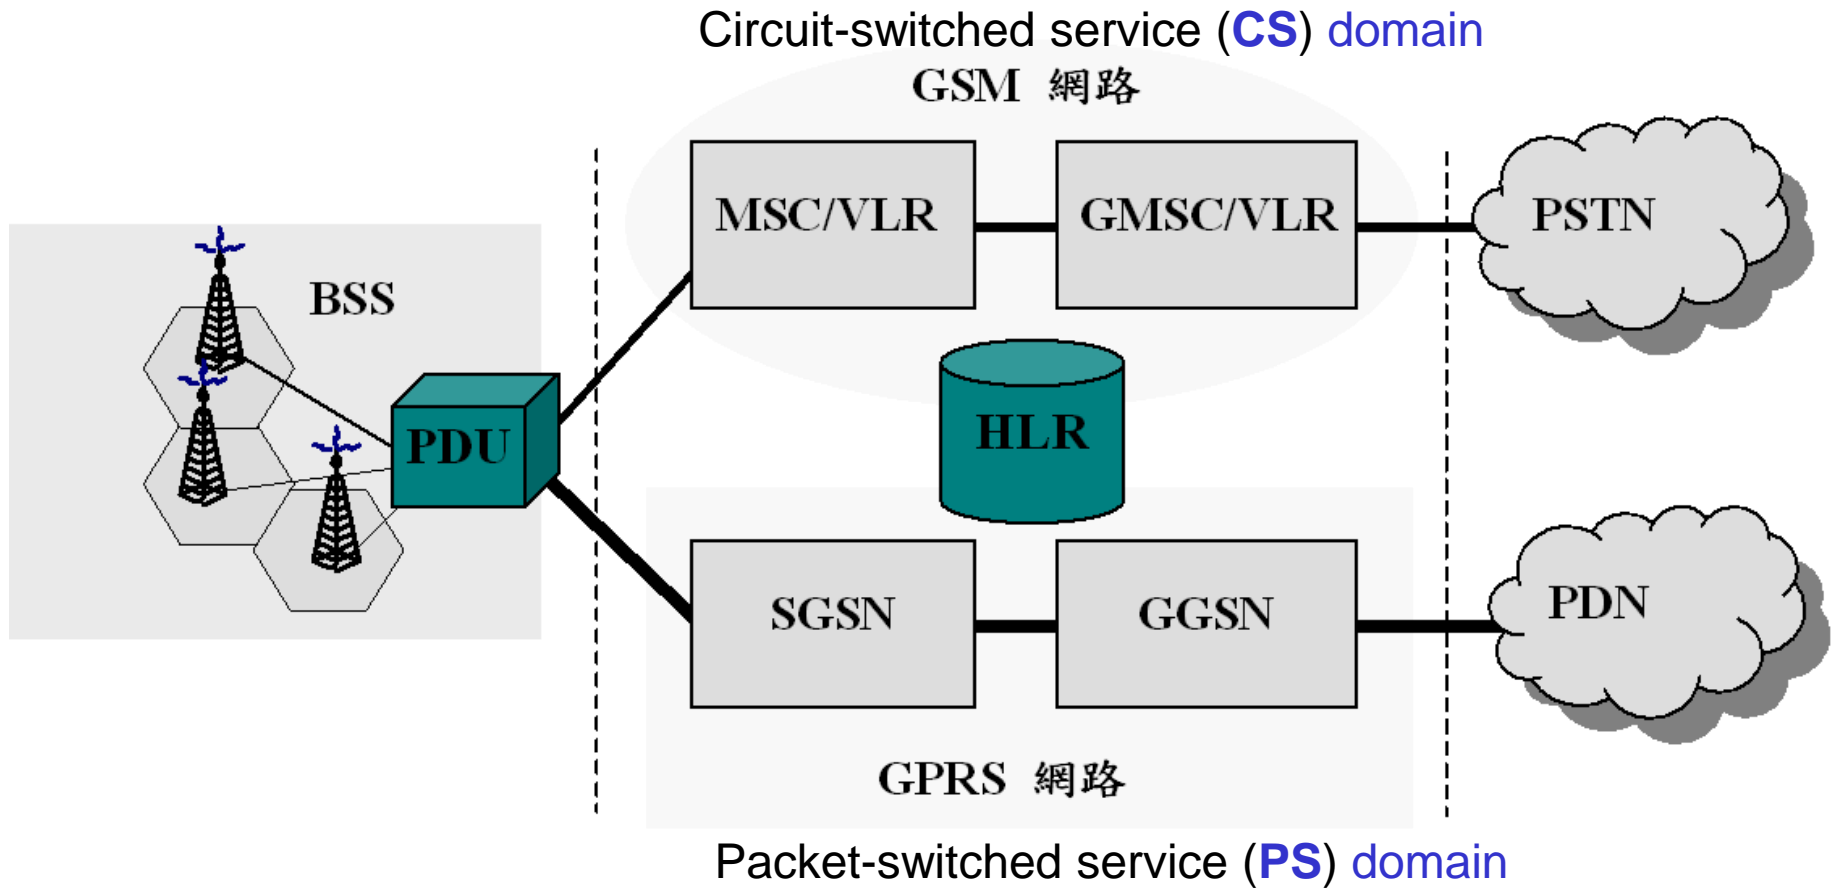 Circuit-switched service (CS) domain
GSM 網路
MSC/VLR
GMSC/VLR
PSTN
BSS
PDU
HLR
SGSN
GGSN
PDN
GPRS 網路
Packet-switched service (PS) domain